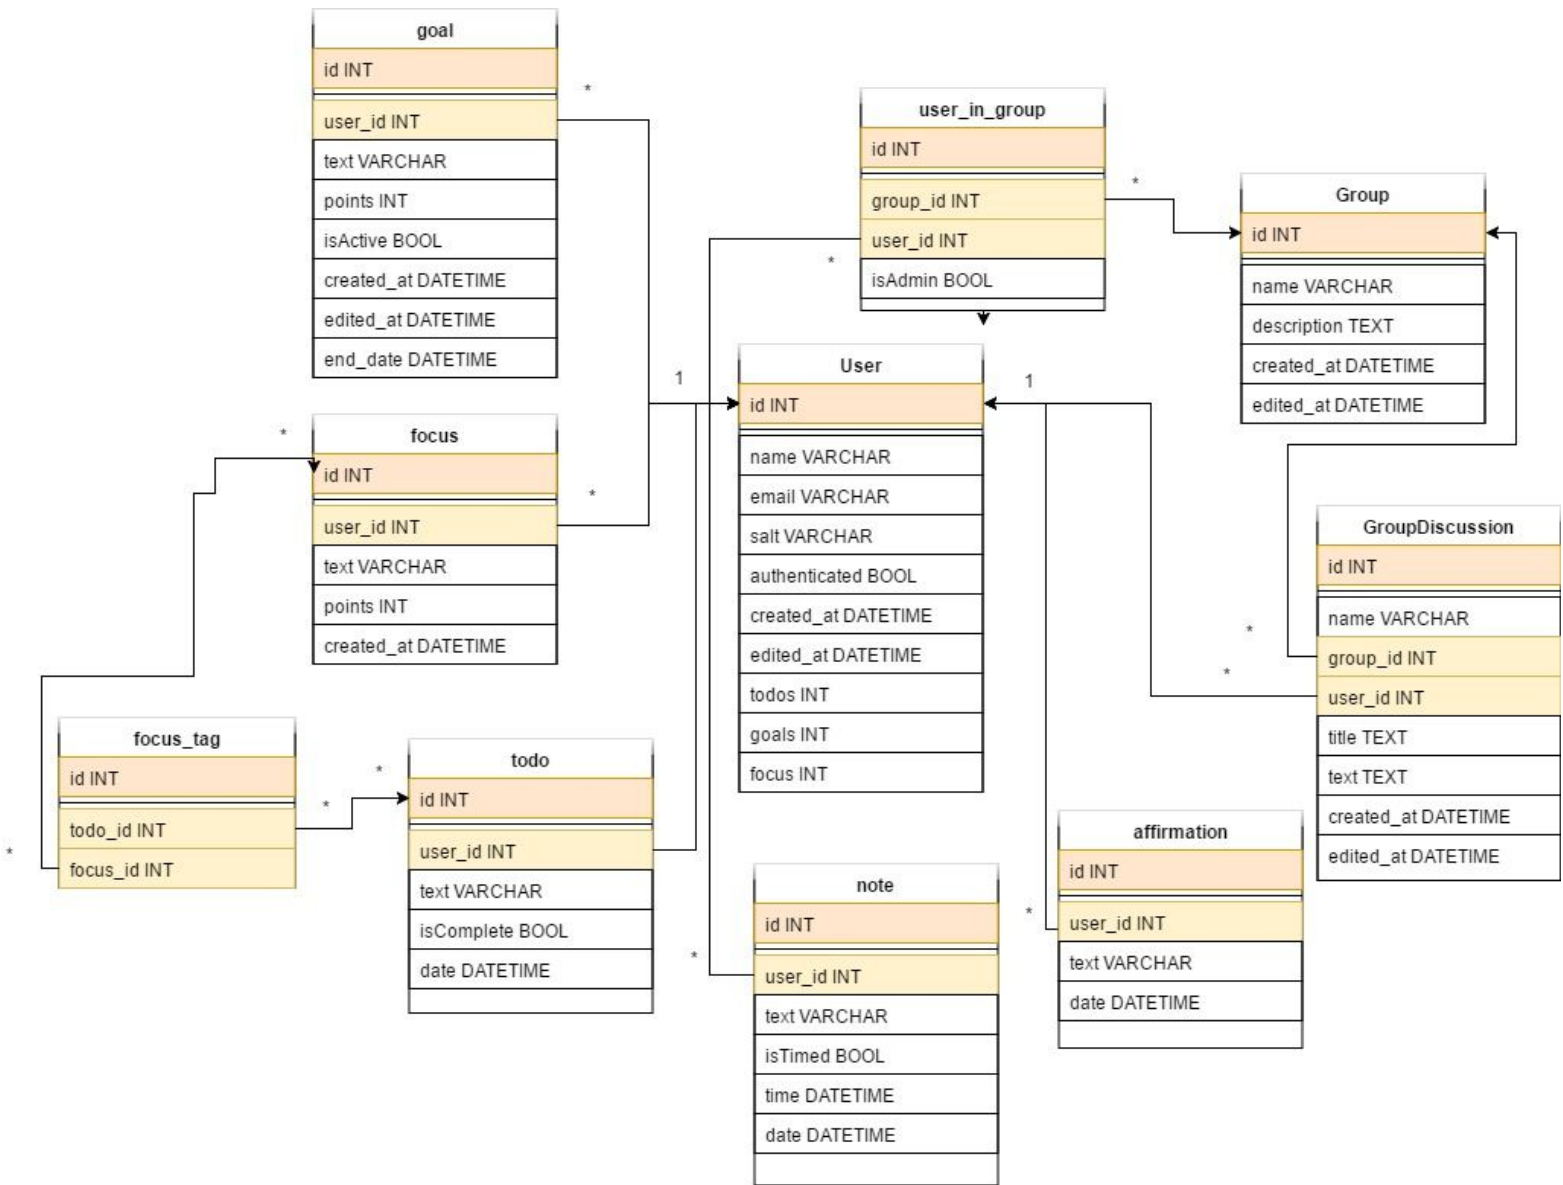 goal
id INT
*
user_id INT
text VARCHAR
points INT
isActive BOOL
created_at DATETIME
edited_at DATETIME
end_date DATETIME
user_in_group
id INT
group_id INT
user_id INT
isAdmin BOOL
*
*
Group
id INT
name VARCHAR
description TEXT
created_at DATETIME
edited_at DATETIME
1
User
id INT
name VARCHAR
email VARCHAR
salt VARCHAR
authenticated BOOL
created_at DATETIME
edited_at DATETIME
todos INT
goals INT
focus INT
1
*
focus
id INT
user_id INT
text VARCHAR
points INT
created_at DATETIME
*
GroupDiscussion
id INT
name VARCHAR
group_id INT
user_id INT
title TEXT
text TEXT
created_at DATETIME
edited_at DATETIME
*
*
focus_tag
id INT
todo_id INT
focus_id INT
*
*
*
todo
id INT
user_id INT
text VARCHAR
isComplete BOOL
date DATETIME
note
id INT
user_id INT
text VARCHAR
isTimed BOOL
time DATETIME
date DATETIME
*
affirmation
id INT
user_id INT
text VARCHAR
date DATETIME
*